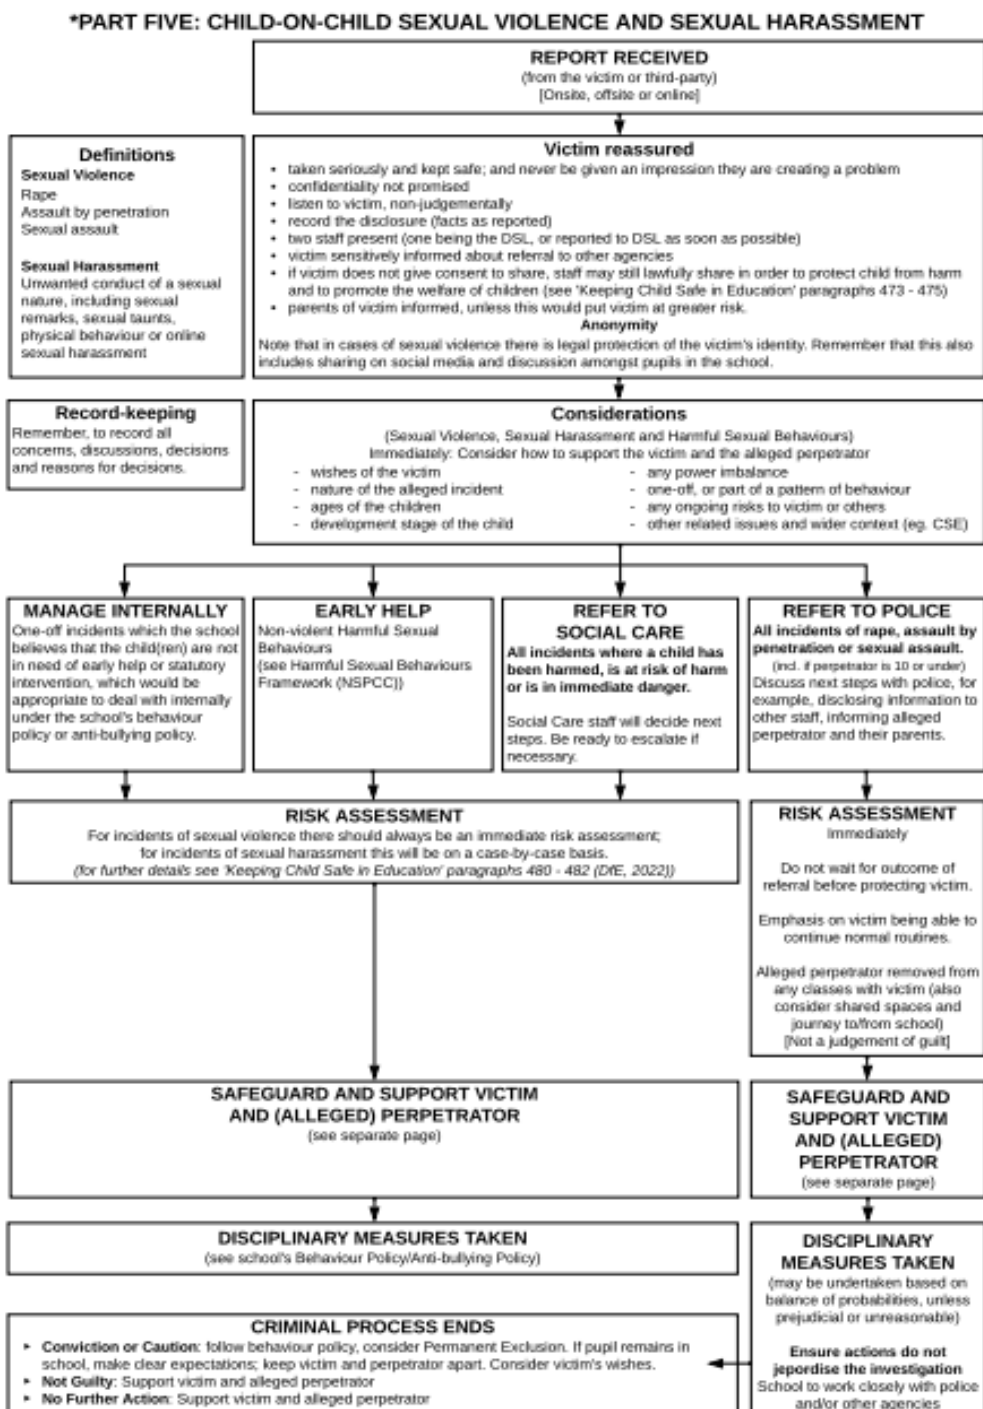 *PART FIVE: CHILD-ON-CHILD SEXUAL VIOLENCE AND SEXUAL HARASSMENT
REPORT RECEIVED
(from the victim or third-party)
[Onsite, offsite or online]
Definitions
Sexual Violence
Rape
Assault by penetration
Sexual assault
Sexual Harassment
Unwanted conduct of a sexual
nature, including sexual
remarks, sexual taunts,
physical behaviour or online
sexual harassment
Victim reassured
• taken seriously and kept safe; and never be given an impression they are creating a problem
• confidentiality not promised
• listen to victim, non-judgementally
• record the disclosure (facts as reported)
• two staff present (one being the DSL, or reported to DSL as soon as possible)
• victim sensitively informed about referral to other agencies
• if victim does not give consent to share, staff may still lawfully share in order to protect child from harm
and to promote the welfare of children (see 'Keeping Child Safe in Education' paragraphs 473 - 475)
• parents of victim informed, unless this would put victim at greater risk.
Anonymity
Note that in cases of sexual violence there is legal protection of the victim's identity. Remember that this also
includes sharing on social media and discussion amongst pupils in the school.
Record-keeping
Remember, to record all
concerns, discussions, decisions
and reasons for decisions.
Considerations
(Sexual Violence, Sexual Harassment and Harmful Sexual Behaviours)
Immediately: Consider how to support the victim and the alleged perpetrator
- wishes of the victim
- nature of the alleged incident
- ages of the children
- development stage of the child
- any power imbalance
- one-off, or part of a pattern of behaviour
- any ongoing risks to victim or others
- other related issues and wider context (eg. CSE)
MANAGE INTERNALLY
One-off incidents which the school
believes that the child(ren) are not
in need of early help or statutory
intervention, which would be
appropriate to deal with internally
under the school's behaviour
policy or anti-bullying policy.
EARLY HELP
Non-violent Harmful Sexual
Behaviours
(see Harmful Sexual Behaviours
Framework (NSPCC))
REFER TO
SOCIAL CARE
All incidents where a child has
been harmed, is at risk of harm
or is in immediate danger.
Social Care staff will decide next
steps. Be ready to escalate if
necessary.
REFER TO POLICE
All incidents of rape, assault by
penetration or sexual assault.
(incl. if perpetrator is 10 or under)
Discuss next steps with police, for
example, disclosing information to
other staff, informing alleged
perpetrator and their parents.
RISK ASSESSMENT
For incidents of sexual violence there should always be an immediate risk assessment;
for incidents of sexual harassment this will be on a case-by-case basis.
(for further details see 'Keeping Child Safe in Education' paragraphs 480 - 482 (DfE, 2022))
RISK ASSESSMENT
Immediately
Do not wait for outcome of
referral before protecting victim.
Emphasis on victim being able to
continue normal routines.
Alleged perpetrator removed from
any classes with victim (also
consider shared spaces and
journey to/from school)
[Not a judgement of guilt]
SAFEGUARD AND SUPPORT VICTIM
AND (ALLEGED) PERPETRATOR
(see separate page)
SAFEGUARD AND
SUPPORT VICTIM
AND (ALLEGED)
PERPETRATOR
(see separate page)
DISCIPLINARY MEASURES TAKEN
(see school's Behaviour Policy/Anti-bullying Policy)
DISCIPLINARY
MEASURES TAKEN
(may be undertaken based on
balance of probabilities, unless
prejudicial or unreasonable)
Ensure actions do not
jepordise the investigation
School to work closely with police
and/or other agencies
CRIMINAL PROCESS ENDS
► Conviction or Caution: follow behaviour policy, consider Permanent Exclusion. If pupil remains in
school, make clear expectations; keep victim and perpetrator apart. Consider victim's wishes.
► Not Guilty: Support victim and alleged perpetrator
► No Further Action: Support victim and alleged perpetrator